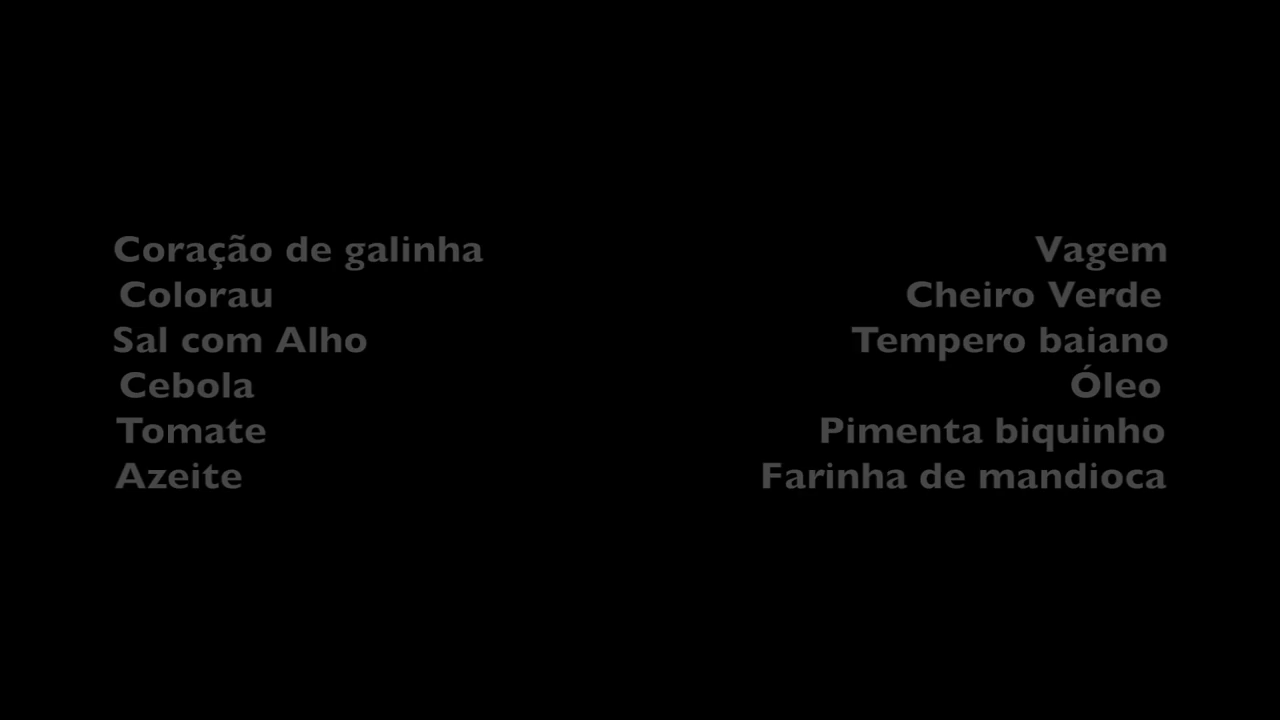 Coração de galinha
Colorau
Sal com Alho
Cebola
Tomate
Azeite
Vagem
Cheiro Verde
Tempero baiano
Óleo
Pimenta biquinho
Farinha de mandioca